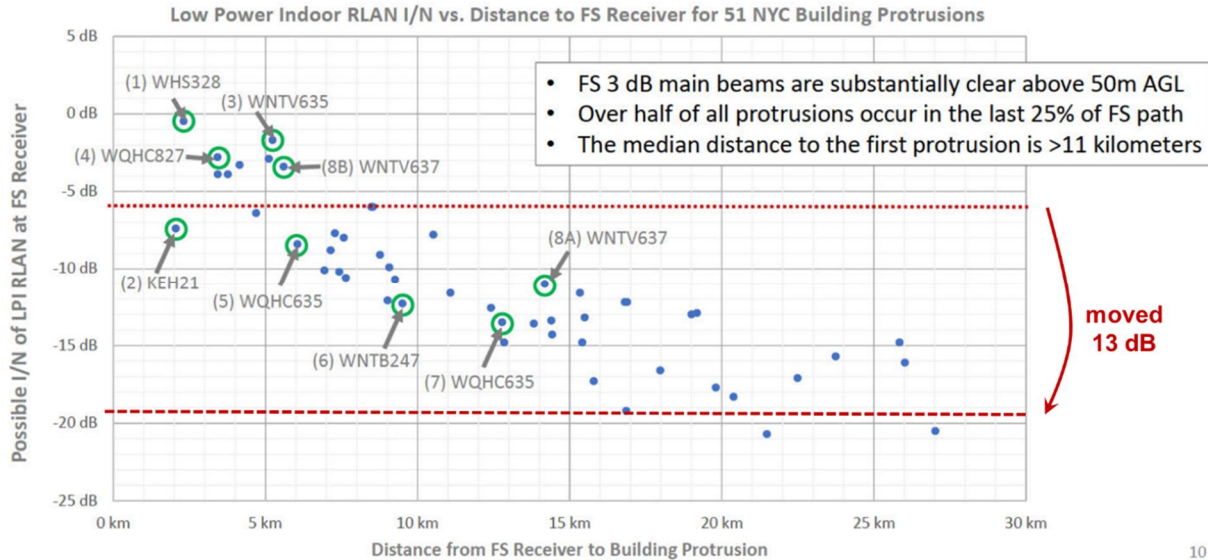 Low Power Indoor RLAN I/N vs. Distance to FS Receiver for 51 NYC Building Protrusions
Possible I/N of LPI RLAN at FS Receiver
5 dB
0 dB
-5 dB
-10 dB
-15 dB
-20 dB
-25 dB
• FS 3 dB main beams are substantially clear above 50m AGL
• Over half of all protrusions occur in the last 25% of FS path
• The median distance to the first protrusion is >11 kilometers
(1) WHS328
(3) WNTV635
(4) WQHC827
(8B) WNTV637
(8A) WNTV637
(2) KEH21
(5) WQHC635
(6) WNTB247
(7) WQHC635
moved
13 dB
0 km
5 km
10 km
15 km
20 km
25 km
30 km
Distance from FS Receiver to Building Protrusion
10